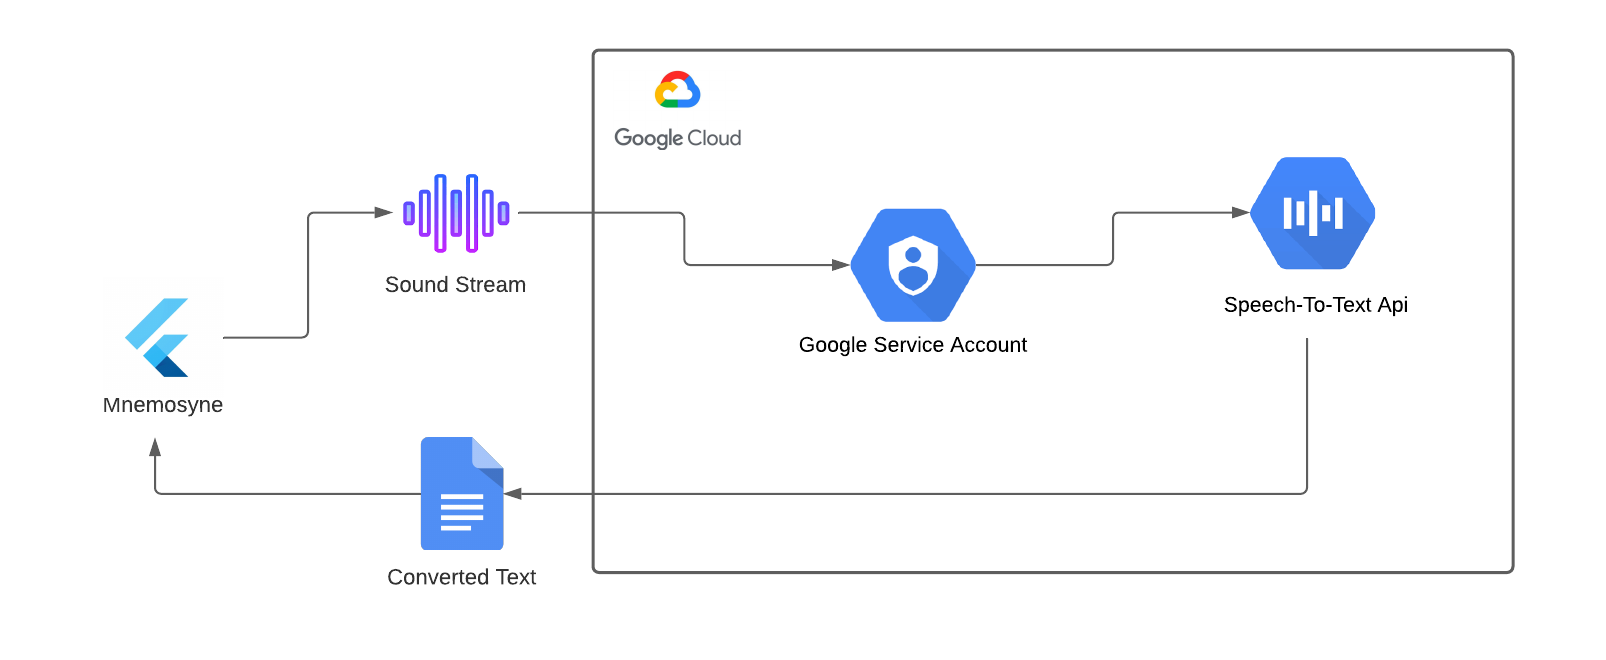 Google Cloud
Sound Stream
Speech-To-Text Api
Google Service Account
Mnemosyne
Converted Text